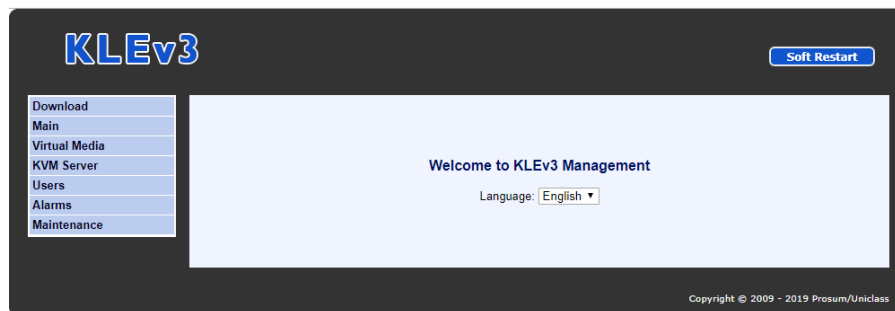 KLEv3
Soft Restart
Download
Main
Virtual Media
KVM Server
Users
Alarms
Maintenance
Welcome to KLEv3 Management
Language: English
Copyright © 2009 - 2019 Prosum/Uniclass